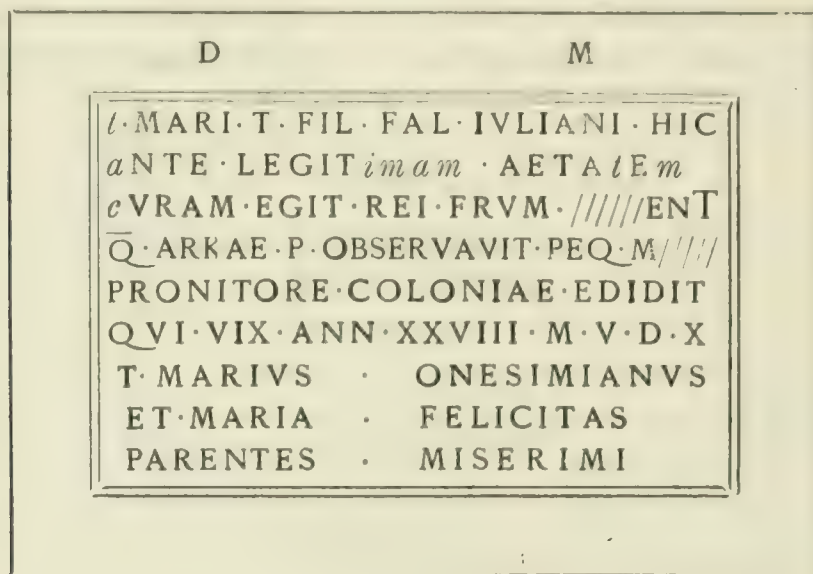 D M
t · MARI · T · FIL · FAL · IVLIANI · HIC
aNTE · LEGITimam · AETAtEm
cVRAM · EGIT · REI · FRVM · //////ENT
Q̅ · ARKAE · P · OBSERVAVIT · PEQ · M/////
PRONITORE · COLONIAE · EDIDIT
QVI · VIX · ANN · XXVIII · M · V · D · X
T · MARIVS · ONESIMIANVS
ET · MARIA · FELICITAS
PARENTES · MISERIMI